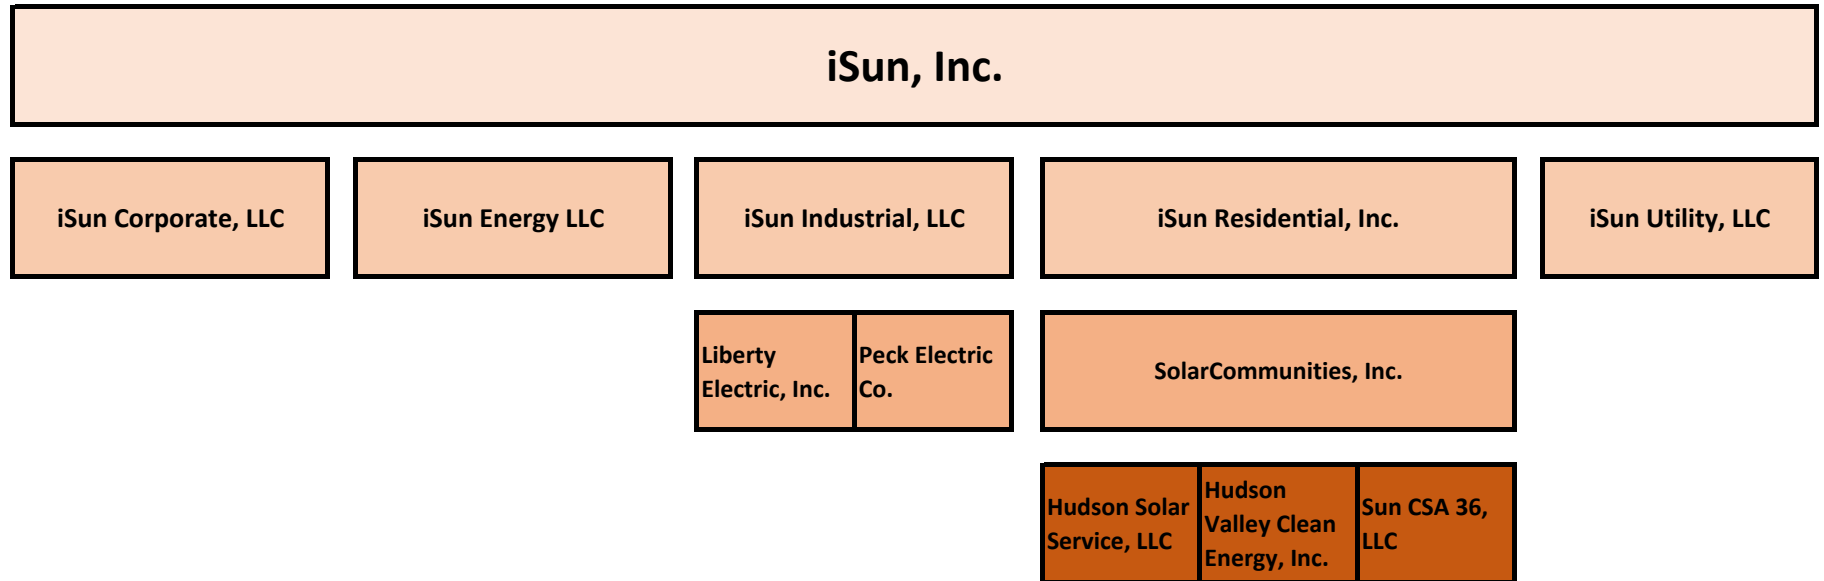 iSun, Inc.
iSun Corporate, LLC
iSun Energy LLC
iSun Industrial, LLC
iSun Residential, Inc.
iSun Utility, LLC
Liberty
Electric, Inc.
Peck Electric
Co.
SolarCommunities, Inc.
Hudson Solar
Service, LLC
Hudson
Valley Clean
Energy, Inc.
Sun CSA 36,
LLC